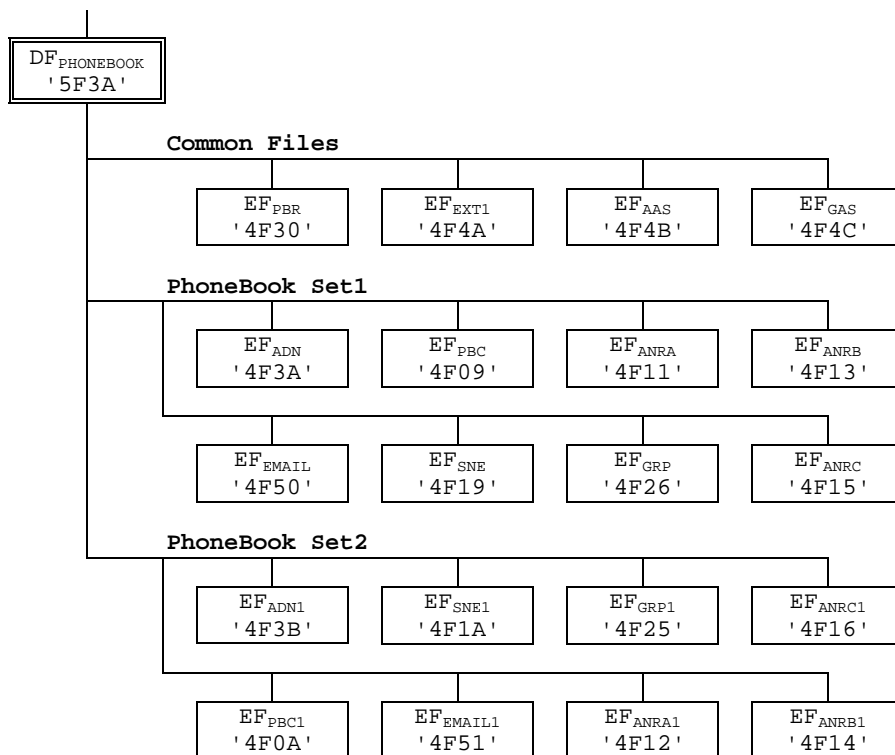 DFPHONEBOOK
'5F3A'
Common Files
EFPBR EFEXT1 EFAAS EFGAS
'4F30' '4F4A' '4F4B' '4F4C'
PhoneBook Set1
EFADN EFPBC EFANRA EFANRB
'4F3A' '4F09' '4F11' '4F13'
EFEMAIL EFSNE EFGRP EFANRC
'4F50' '4F19' '4F26' '4F15'
PhoneBook Set2
EFADN1 EFSNE1 EFGRP1 EFANRC1
'4F3B' '4F1A' '4F25' '4F16'
EFPBC1 EFEMAIL1 EFANRA1 EFANRB1
'4F0A' '4F51' '4F12' '4F14'